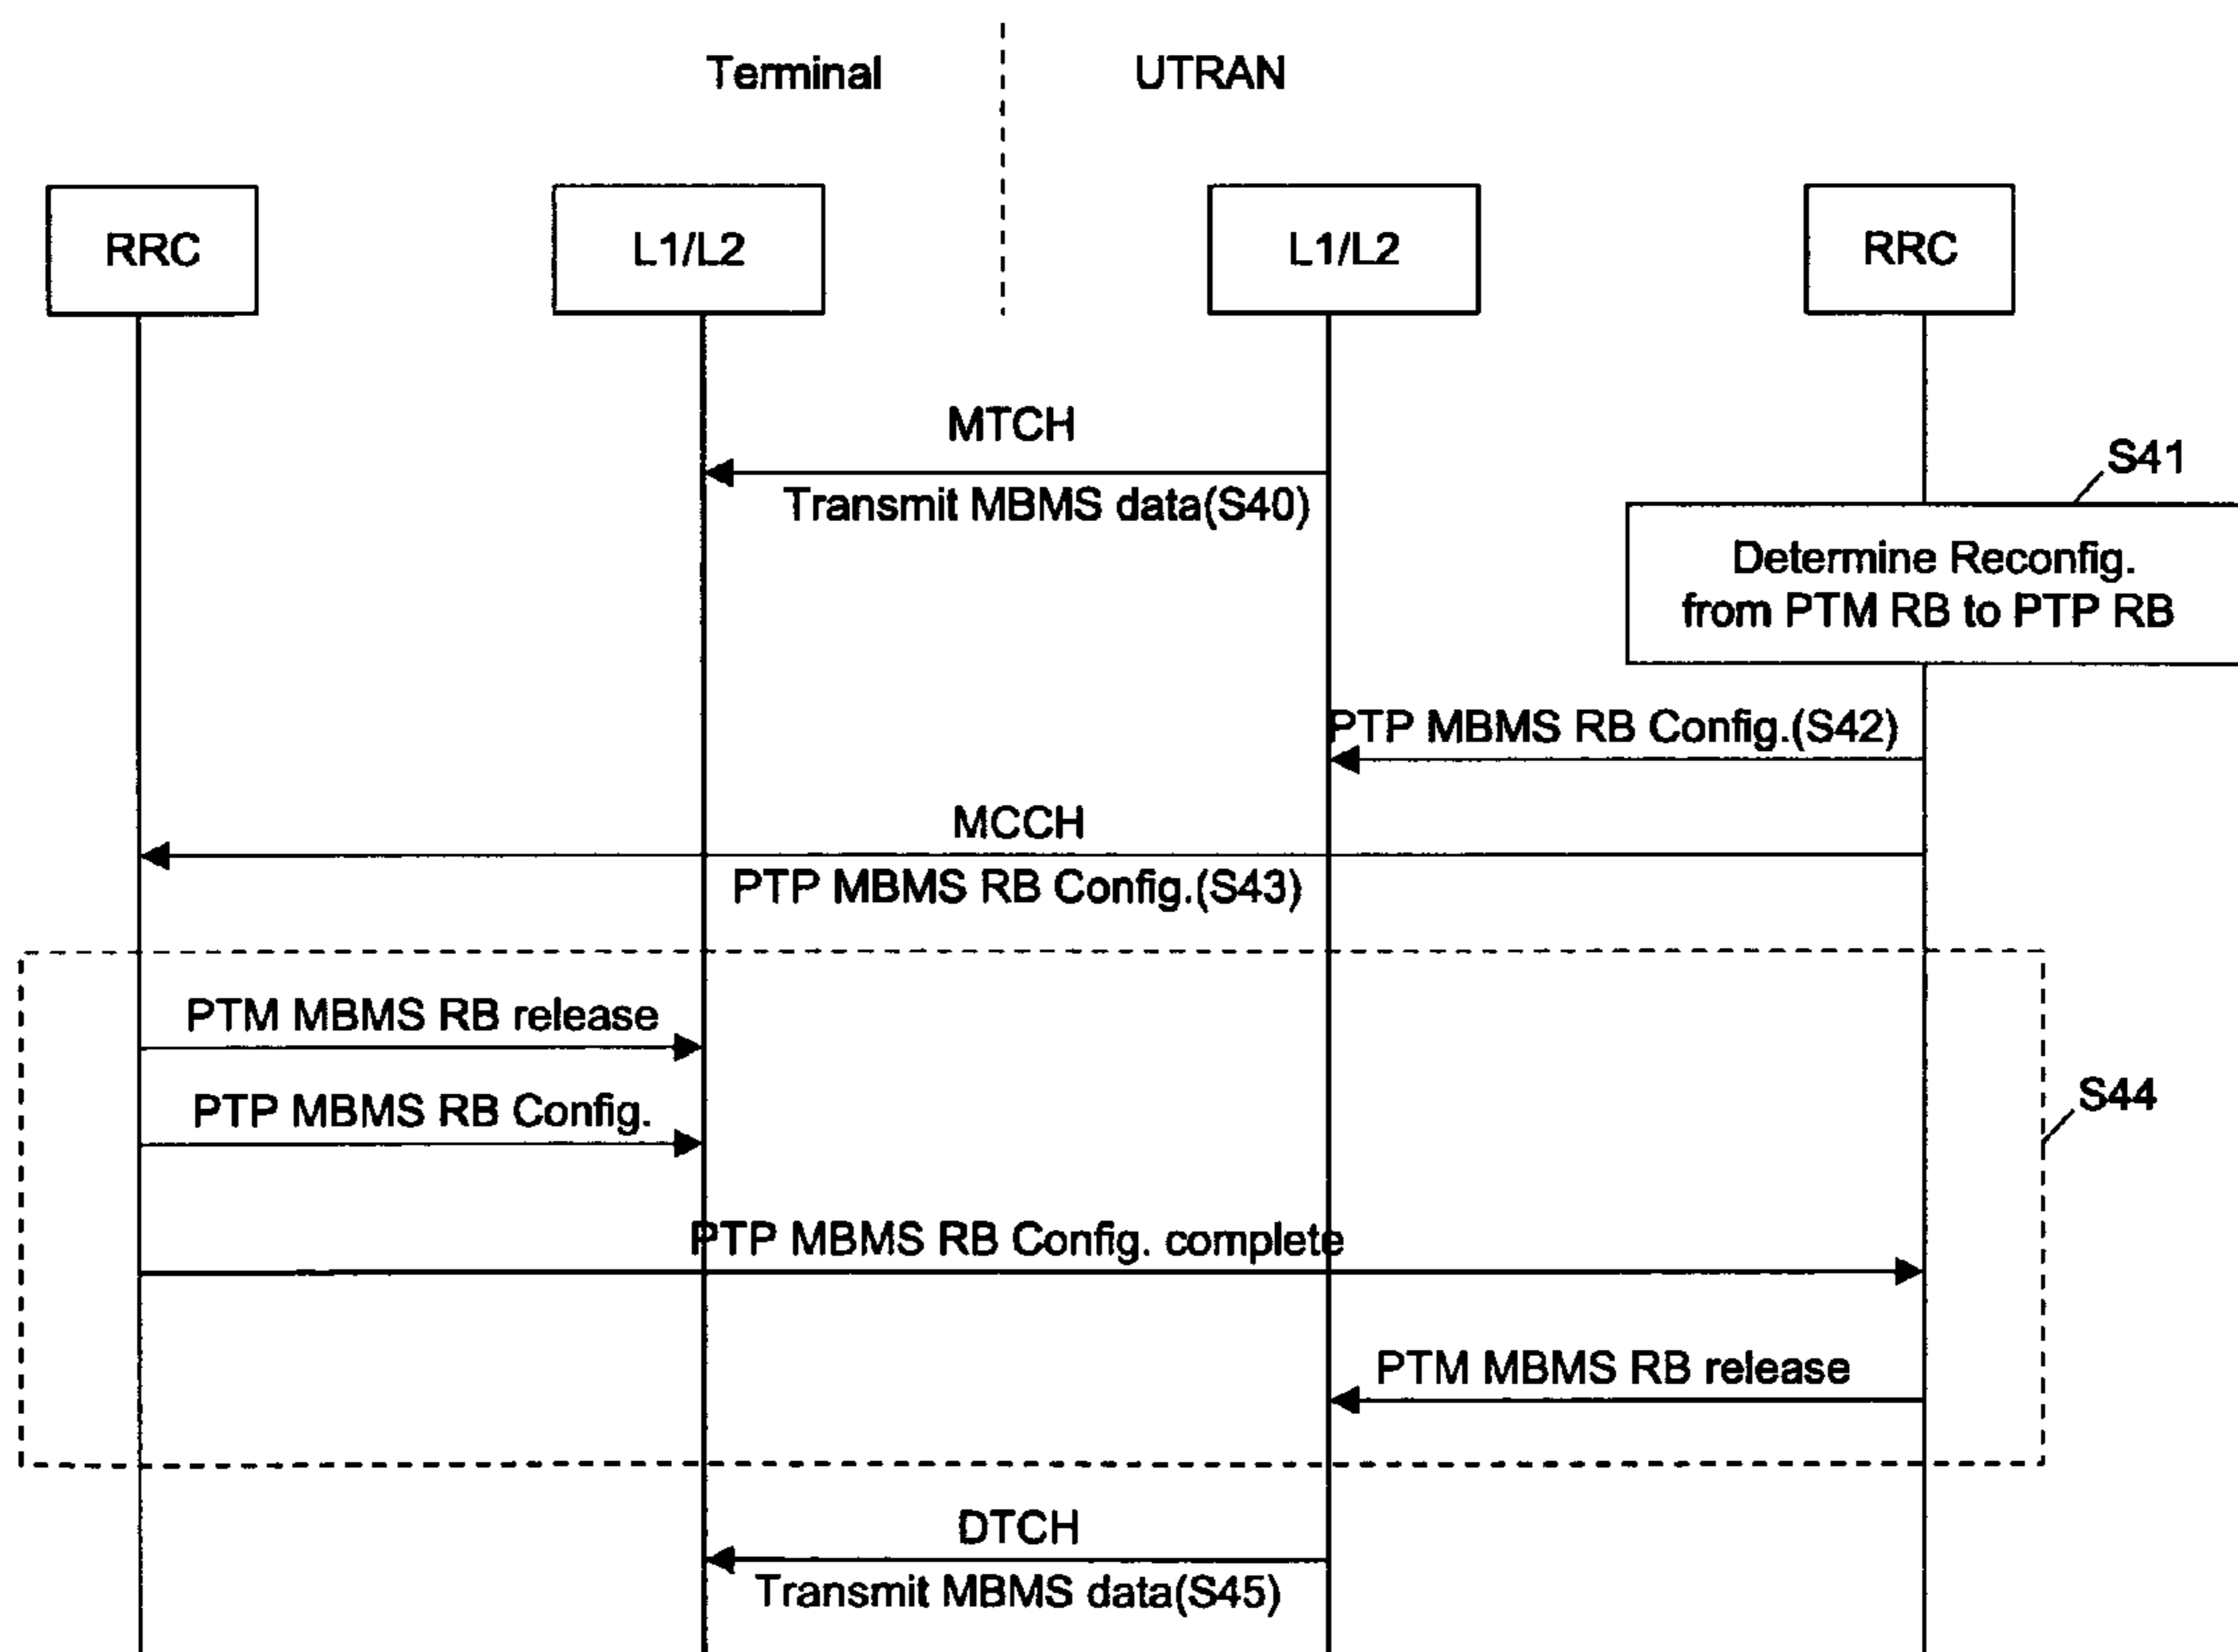 Terminal
UTRAN
RRC
L1/L2
L1/L2
RRC
MTCH
Transmit MBMS data(S40)
S41
Determine Reconfig.
from PTM RB to PTP RB
PTP MBMS RB Config.(S42)
MCCH
PTP MBMS RB Config.(S43)
PTM MBMS RB release
PTP MBMS RB Config.
S44
PTP MBMS RB Config. complete
PTM MBMS RB release
DTCH
Transmit MBMS data(S45)